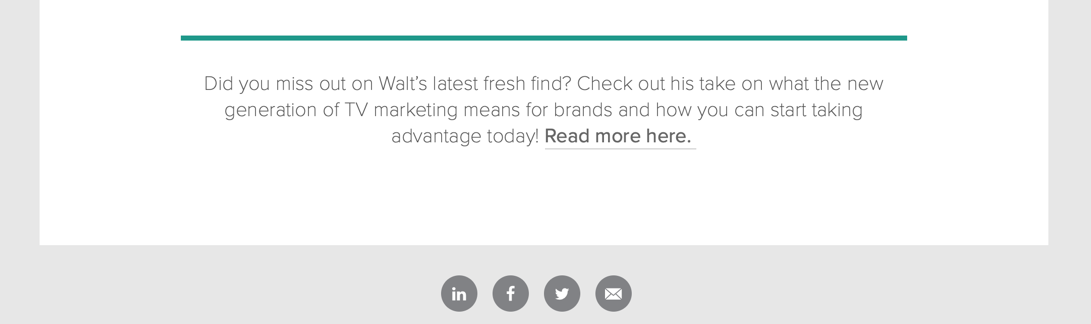 Did you miss out on Walt's latest fresh find? Check out his take on what the new
generation of TV marketing means for brands and how you can start taking
advantage today! Read more here.